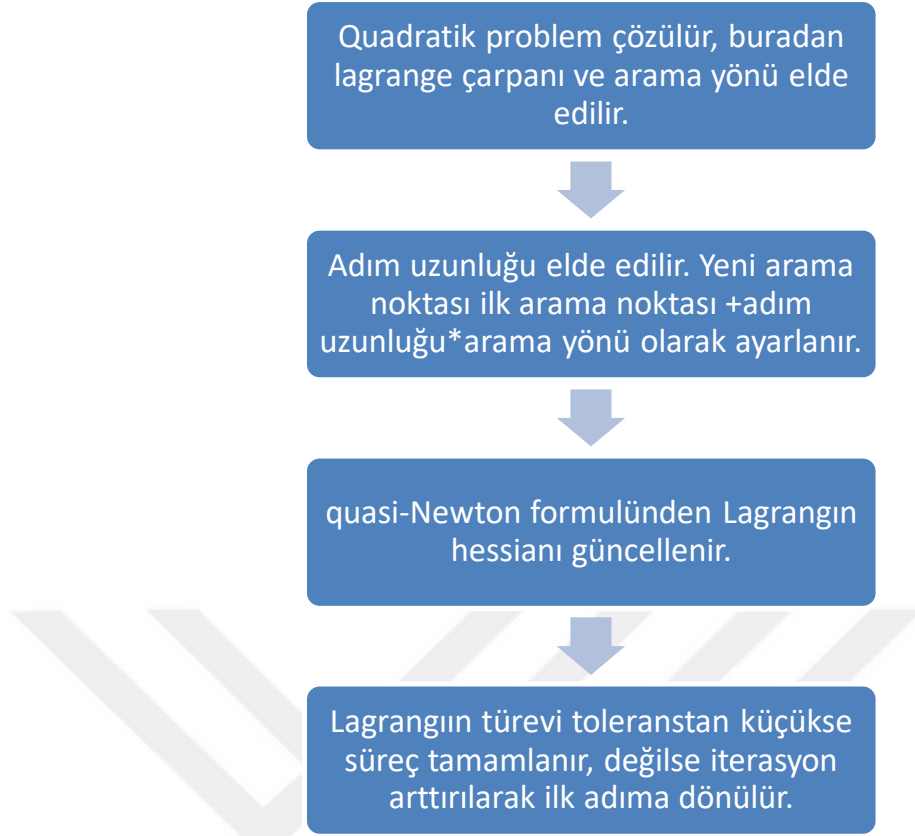 Quadratik problem çözülür, buradan
lagrange çarpanı ve arama yönü elde
edilir.
Adım uzunluğu elde edilir. Yeni arama
noktası ilk arama noktası +adım
uzunluğu*arama yönü olarak ayarlanır.
quasi-Newton formulünden Lagrangın
hessianı güncellenir.
Lagrangıın türevi toleranstan küçükse
süreç tamamlanır, değilse iterasyon
arttırılarak ilk adıma dönülür.